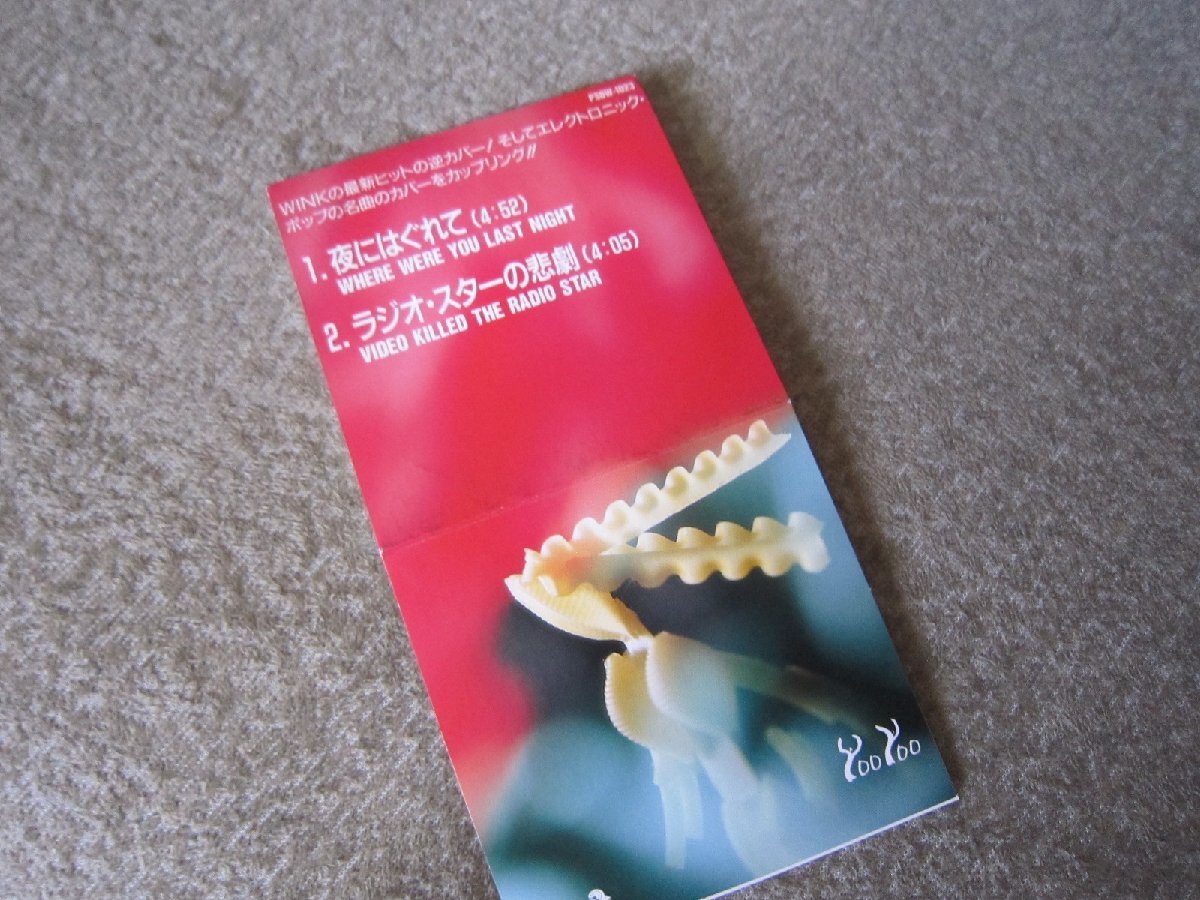 WINKの最新ヒットの逆カバー! そしてエレクトロニック・
ポップの名曲のカバーをカップリング!!
1. 夜にはぐれて (4:52)
WHERE WERE YOU LAST NIGHT
2. ラジオ・スターの悲劇 (4:05)
VIDEO KILLED THE RADIO STAR
YOO YOO